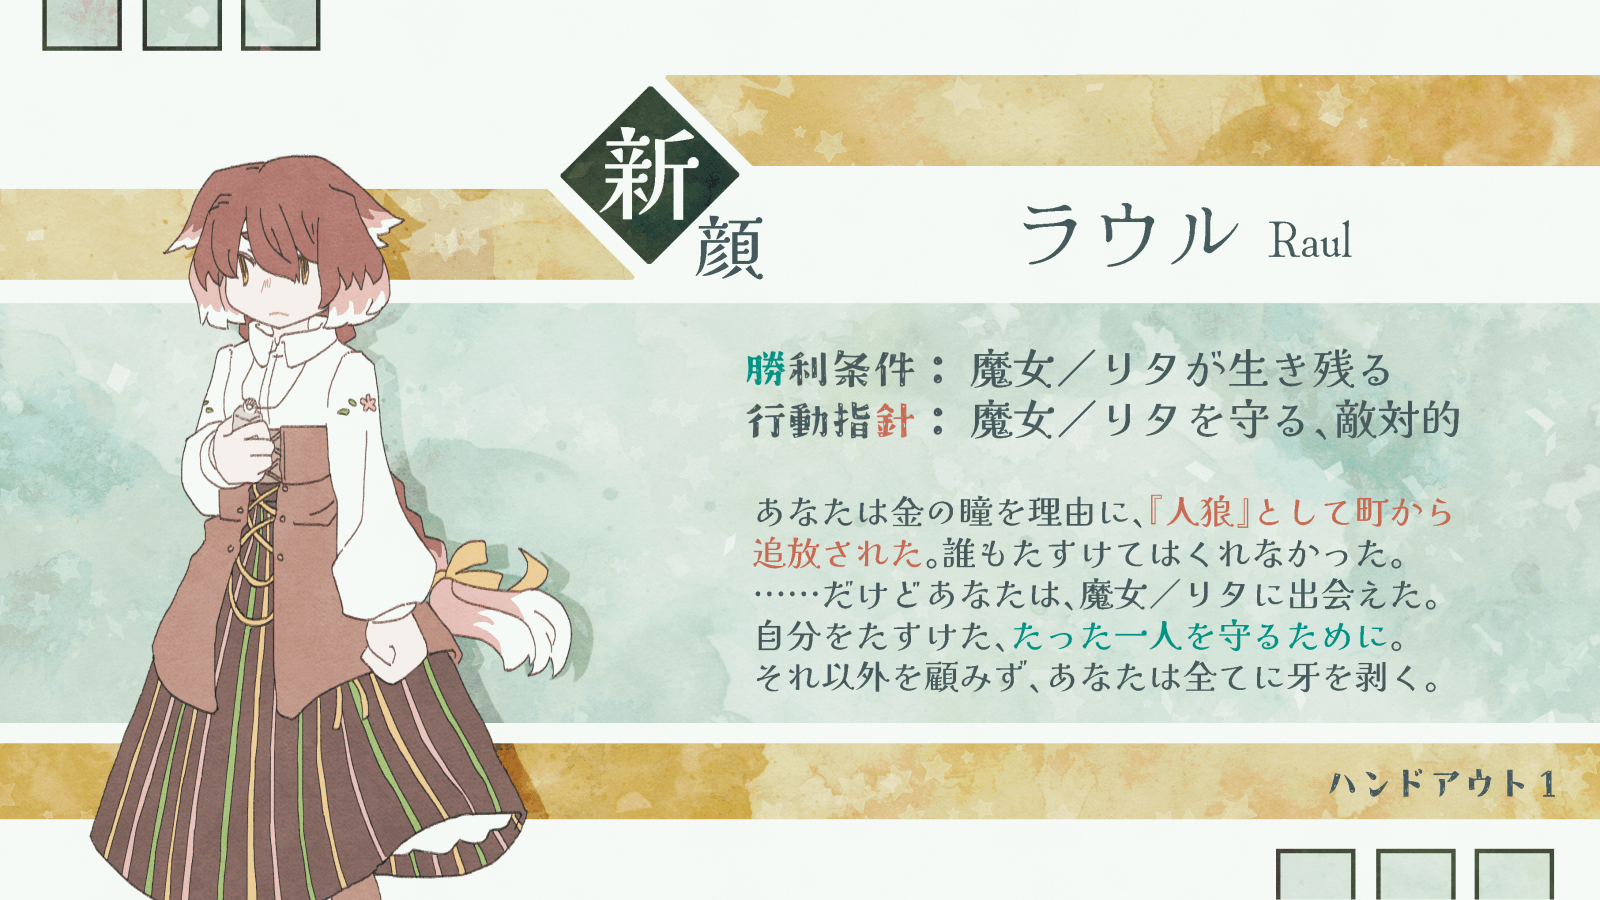 新顔
ラウル Raul
勝利条件： 魔女／リタが生き残る
行動指針： 魔女／リタを守る、敵対的
あなたは金の瞳を理由に、『人狼』として町から
追放された。誰もたすけてはくれなかった。
……だけどあなたは、魔女／リタに出会えた。
自分をたすけた、たった一人を守るために。
それ以外を顧みず、あなたは全てに牙を剥く。
ハンドアウト1